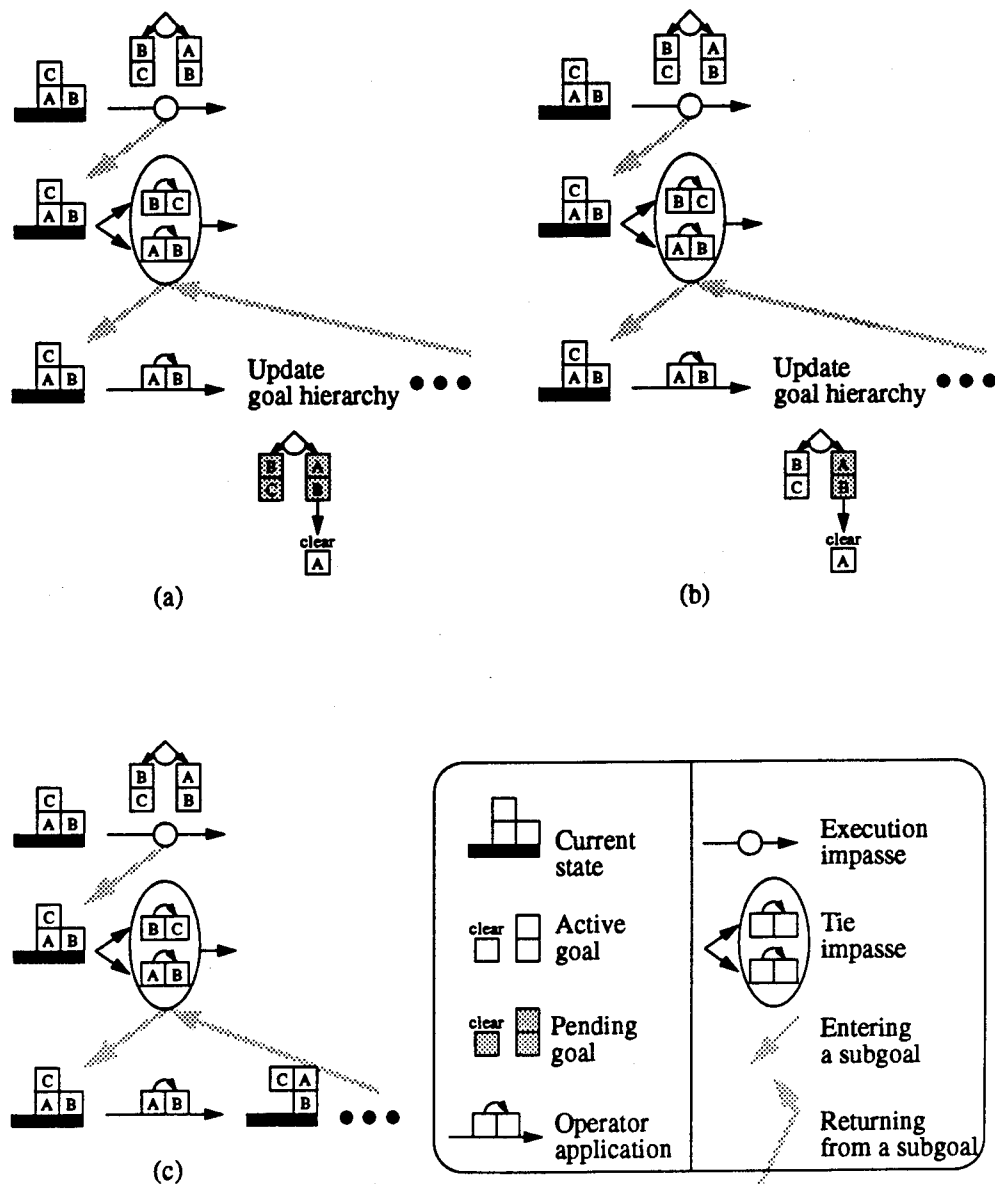 B A
C B
C
A B
C
A B
B C
A B
C
A B
A B
Update
goal hierarchy
B A
C B
clear
A
(a)
B A
C B
C
A B
C
A B
B C
A B
C
A B
A B
Update
goal hierarchy
B A
C B
clear
A
(b)
B A
C B
C
A B
C
A B
B C
A B
C
A B
A B
C A
B
(c)
Current
state
clear
Active
goal
clear
Pending
goal
Operator
application
Execution
impasse
Tie
impasse
Entering
a subgoal
Returning
from a subgoal